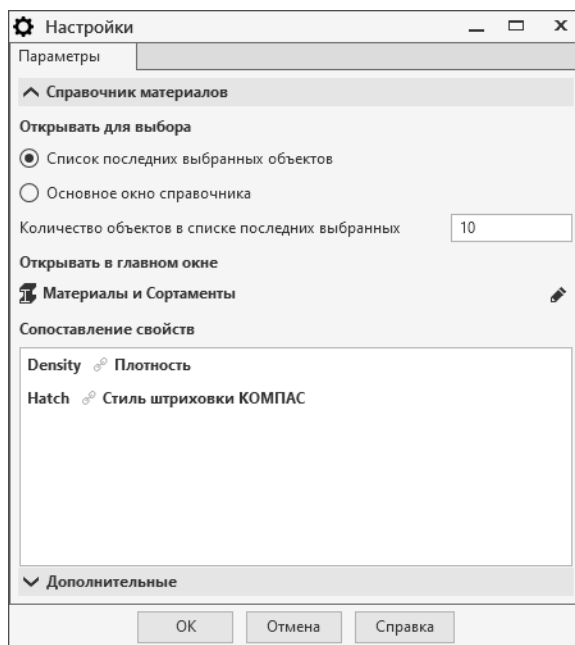 Настройки
Параметры
Справочник материалов
Открывать для выбора
Список последних выбранных объектов
Основное окно справочника
Количество объектов в списке последних выбранных 10
Открывать в главном окне
Материалы и Сортаменты
Сопоставление свойств
Density Плотность
Hatch Стиль штриховки КОМПАС
Дополнительные
ОК Отмена Справка